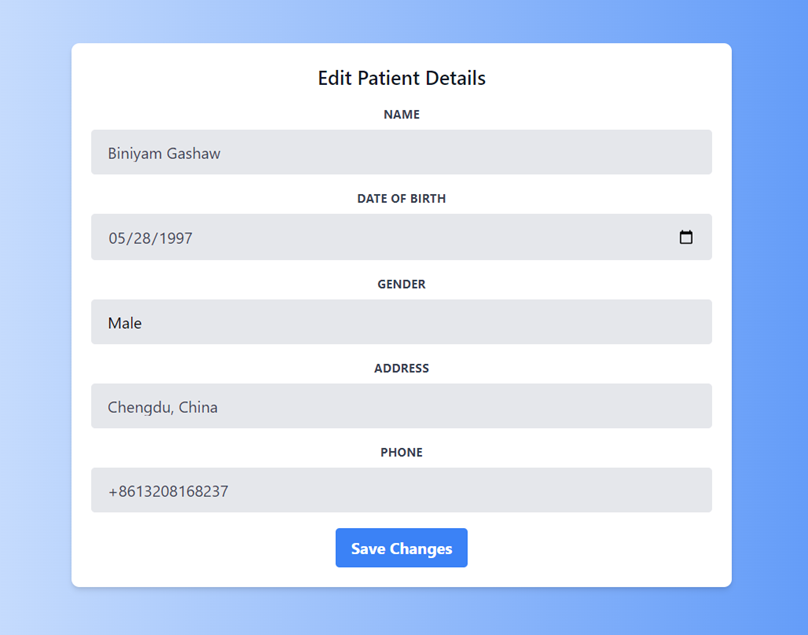 Edit Patient Details
NAME
Biniyam Gashaw
DATE OF BIRTH
05/28/1997
GENDER
Male
ADDRESS
Chengdu, China
PHONE
+8613208168237
Save Changes